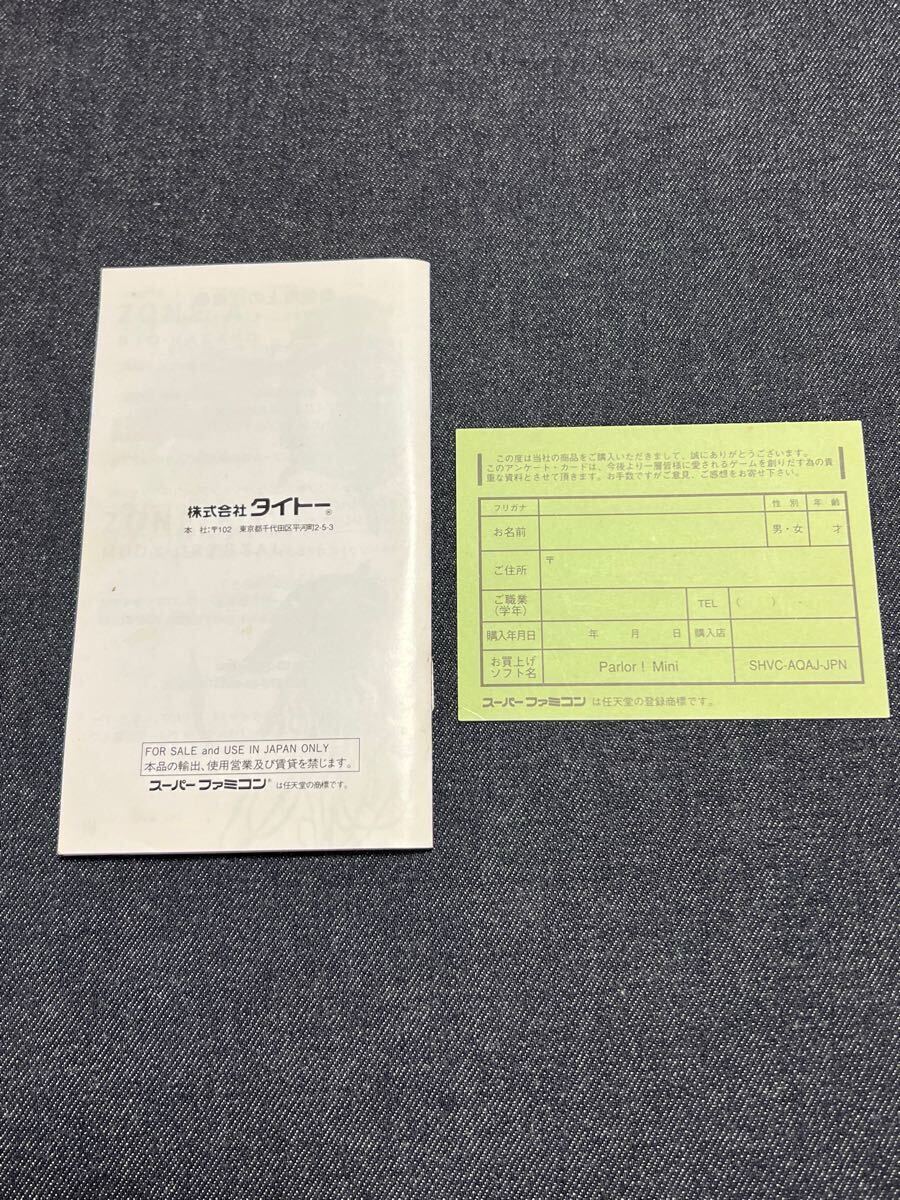 株式会社 タイトー®
本 社:〒102 東京都千代田区平河町2-5-3
FOR SALE and USE IN JAPAN ONLY
本品の輸出、使用営業及び賃貸を禁じます。
スーパーファミコン® は任天堂の商標です。
この度は当社の商品をご購入いただきまして、誠にありがとうございます。
このアンケート・カードは、今後より一層皆様に愛されるゲームを創りだす為の貴
重な資料とさせて頂きます。お手数ですがご意見、ご感想をお寄せ下さい。
フリガナ 性 別 年 齢
お名前 男・女 才
ご住所 〒
ご職業 TEL ( ) -
(学年)
購入年月日 年 月 日 購入店
お買上げ Parlor! Mini SHVC-AQAJ-JPN
ソフト名
スーパーファミコン は任天堂の登録商標です。